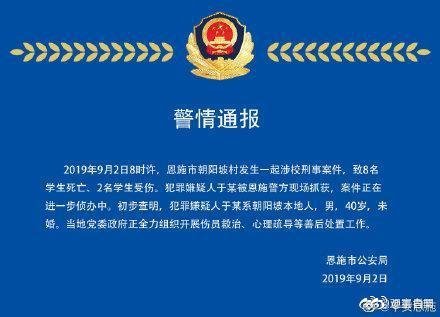 警情通报
2019年9月2日8时许，恩施市朝阳坡村发生一起涉校刑事案件，致8名
学生死亡、2名学生受伤。犯罪嫌疑人于某被恩施警方现场抓获，案件正在
进一步侦办中。初步查明，犯罪嫌疑人于某系朝阳坡本地人，男，40岁，未
婚。当地党委政府正全力组织开展伤员救治、心理疏导等善后处置工作。
恩施市公安局
2019年9月2日